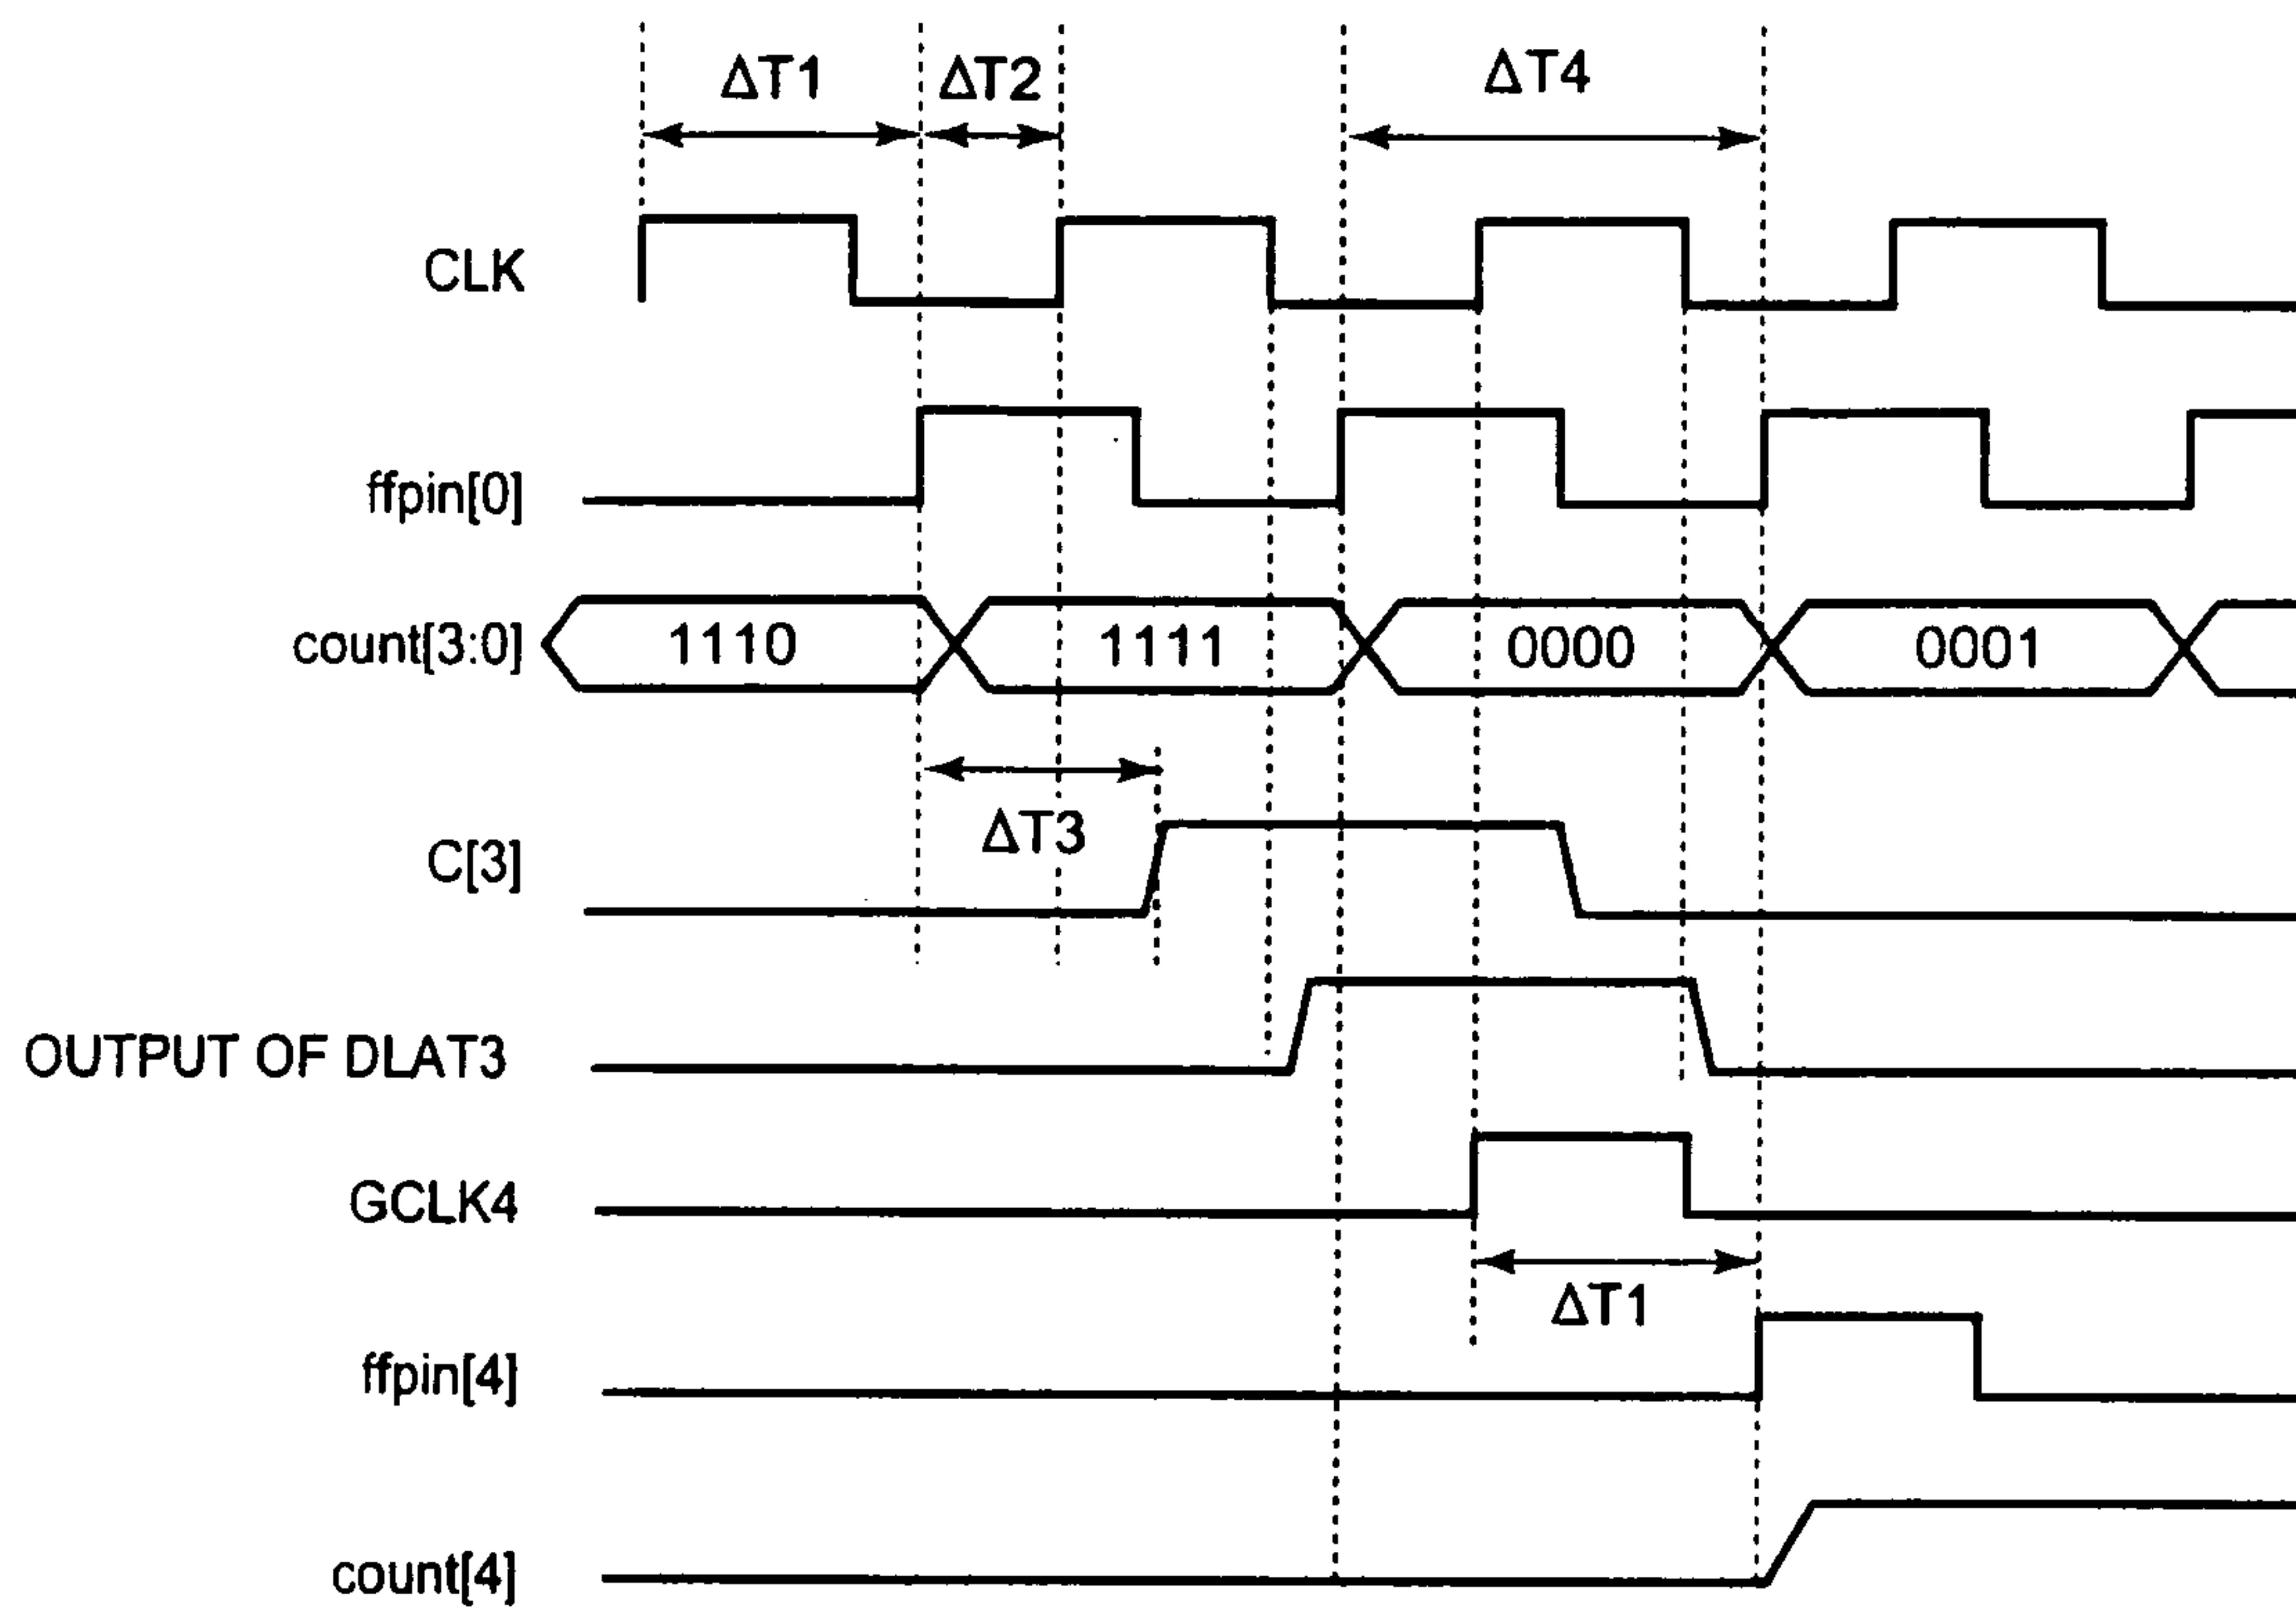 ΔT1 ΔT2 ΔT4
CLK
ffpin[0]
count[3:0] 1110 1111 0000 0001
ΔT3
C[3]
OUTPUT OF DLAT3
GCLK4
ΔT1
ffpin[4]
count[4]